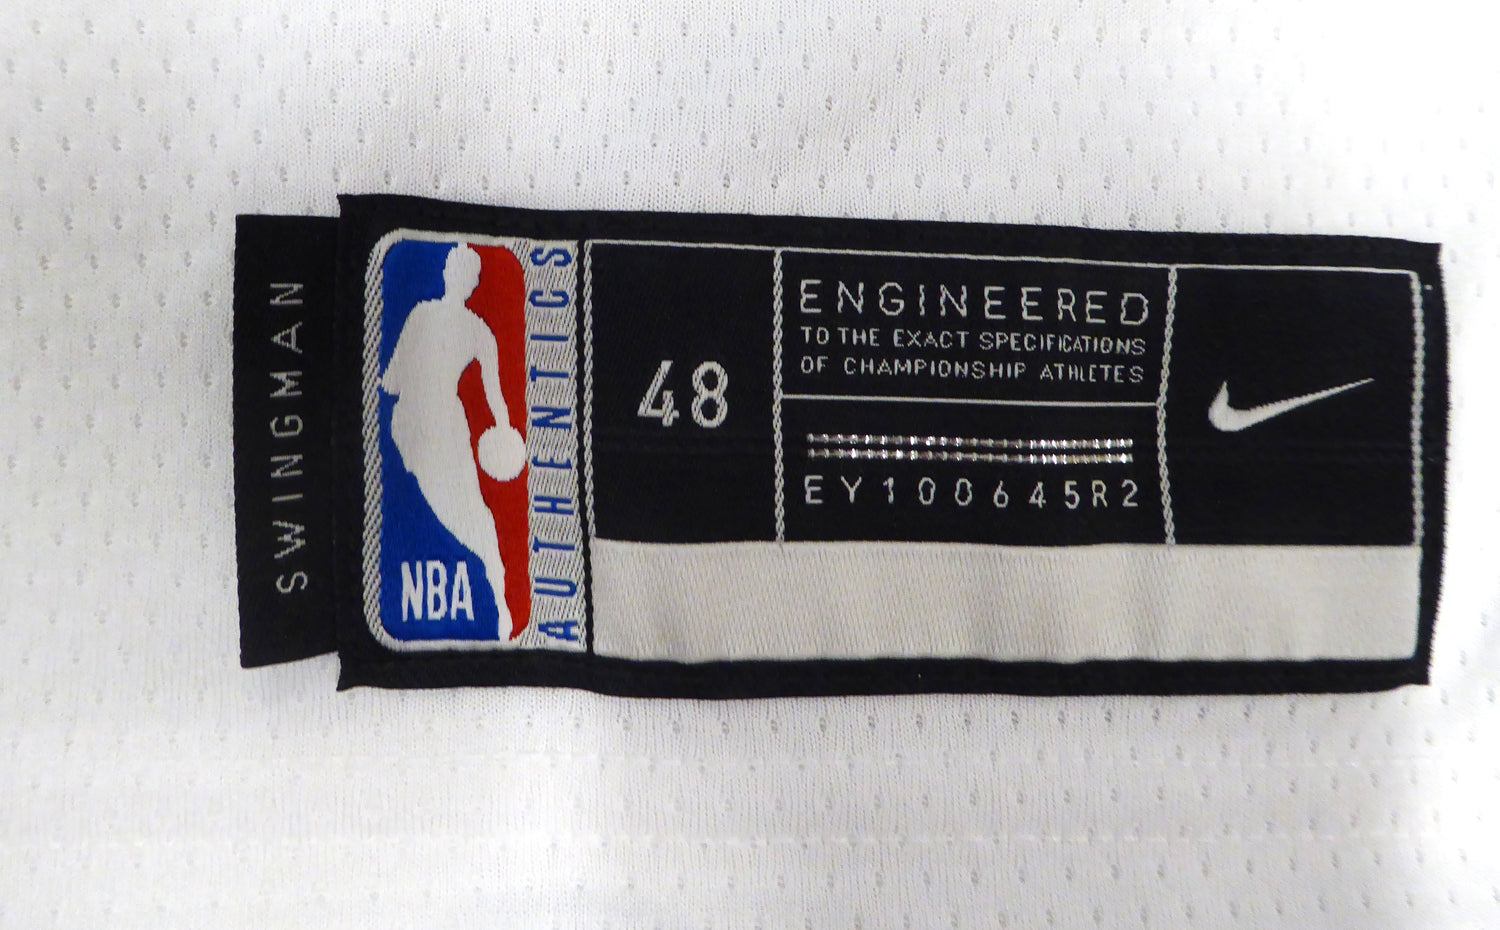 SWINGMAN
NBA
AUTHENTICS
48
ENGINEERED
TO THE EXACT SPECIFICATIONS
OF CHAMPIONSHIP ATHLETES
EY100645R2